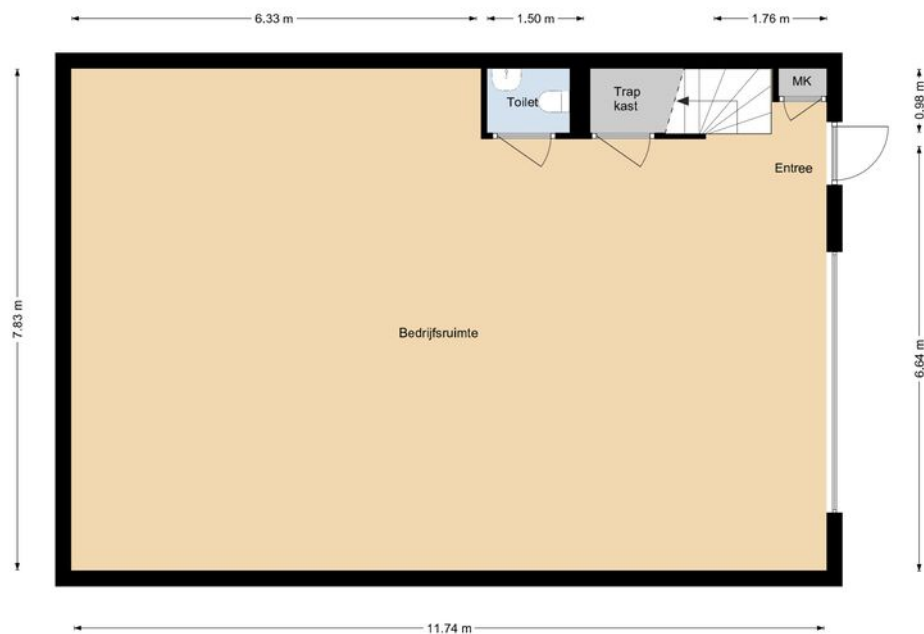 6.33 m
1.50 m
1.76 m
MK
Toilet
Trap
kast
0.98 m
Entree
7.83 m
Bedrijfsruimte
6.64 m
11.74 m